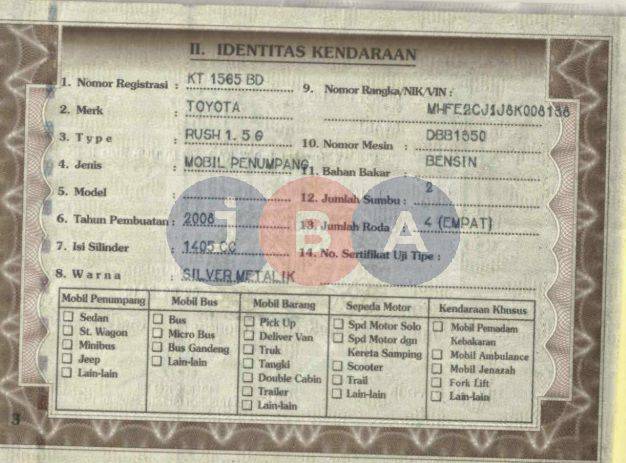 II. IDENTITAS KENDARAAN
1. Nomor Registrasi : KT 1565 BD
2. Merk : TOYOTA
3. Type : RUSH 1.5 G
4. Jenis : MOBIL PENUMPANG
5. Model :
6. Tahun Pembuatan : 2008
7. Isi Silinder : 1495 CC
8. Warna : SILVER METALIK
9. Nomor Rangka/NIK/VIN :
MHFE2CJ1J8K008138
10. Nomor Mesin : DBB1850
11. Bahan Bakar : BENSIN
12. Jumlah Sumbu : 2
13. Jumlah Roda : 4 (EMPAT)
14. No. Sertifikat Uji Tipe :
jBA
Mobil Penumpang
Sedan
St. Wagon
Minibus
Jeep
Lain-lain
Mobil Bus
Bus
Micro Bus
Bus Gandeng
Lain-lain
Mobil Barang
Pick Up
Deliver Van
Truk
Tangki
Double Cabin
Trailer
Lain-lain
Sepeda Motor
Spd Motor Solo
Spd Motor dgn
Kereta Samping
Scooter
Trail
Lain-lain
Kendaraan Khusus
Mobil Pemadam
Kebakaran
Mobil Ambulance
Mobil Jenazah
Fork Lift
Lain-lain
3